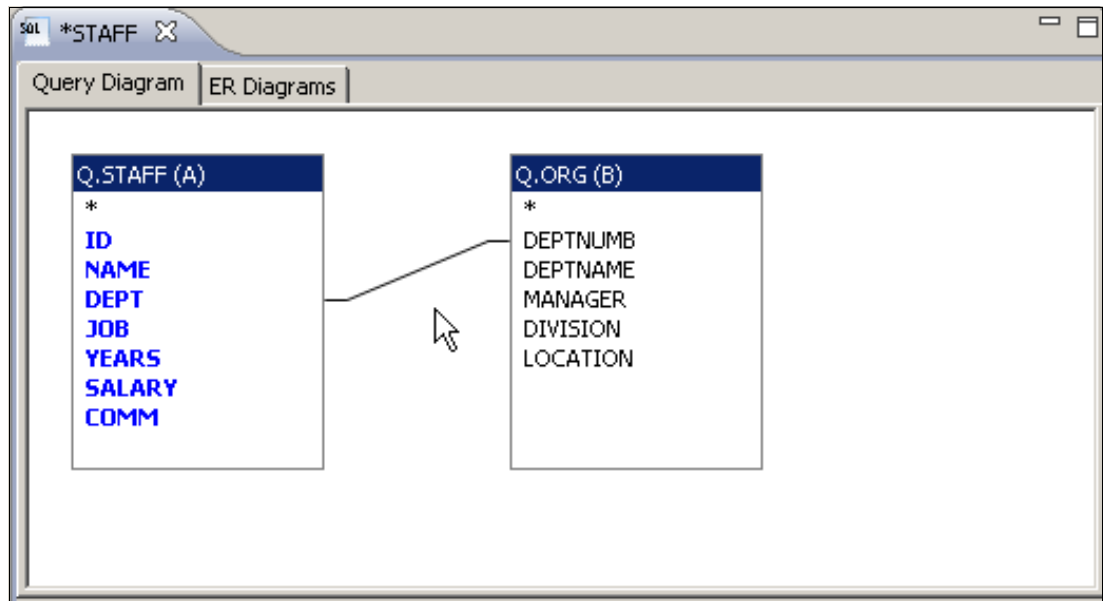 SQL *STAFF
Query Diagram ER Diagrams
Q.STAFF (A)
*
ID
NAME
DEPT
JOB
YEARS
SALARY
COMM
Q.ORG (B)
*
DEPTNUMB
DEPTNAME
MANAGER
DIVISION
LOCATION